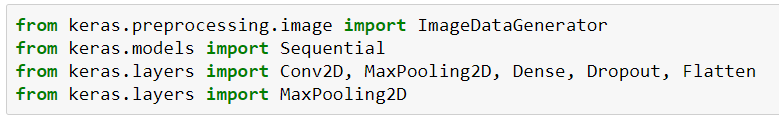 from keras.preprocessing.image import ImageDataGenerator
from keras.models import Sequential
from keras.layers import Conv2D, MaxPooling2D, Dense, Dropout, Flatten
from keras.layers import MaxPooling2D